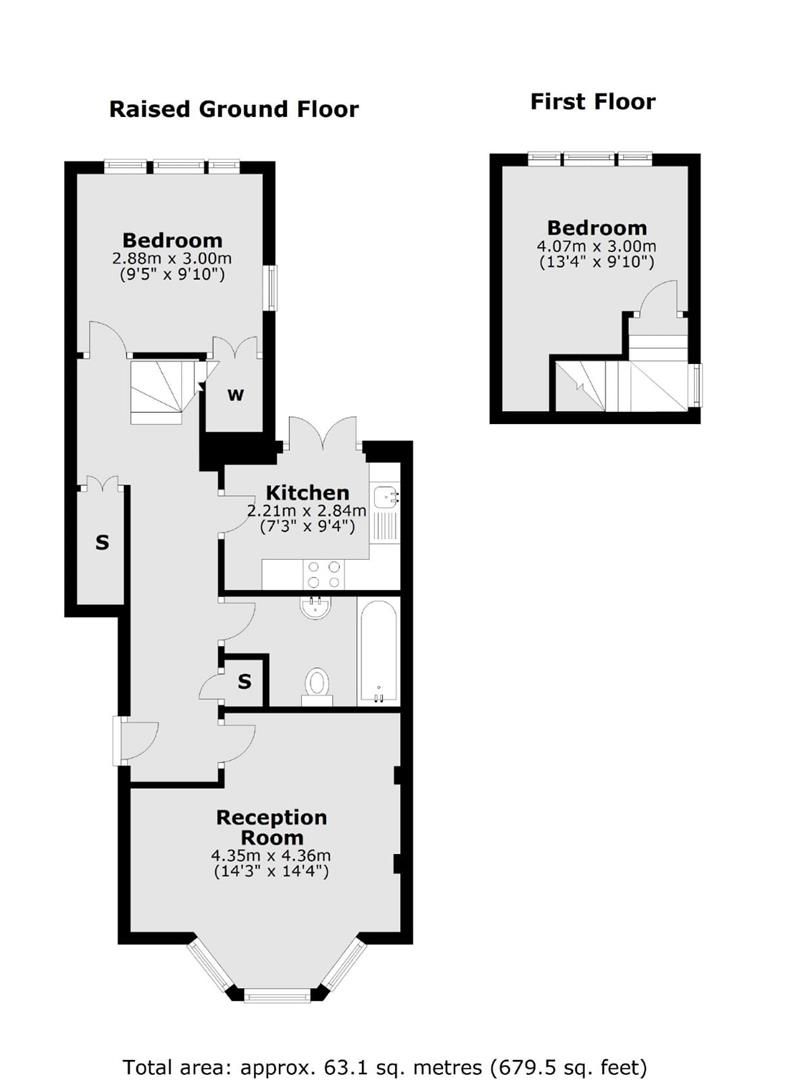 Raised Ground Floor
First Floor
Bedroom
2.88m x 3.00m
(9'5" x 9'10")
Bedroom
4.07m x 3.00m
(13'4" x 9'10")
W
Kitchen
2.21m x 2.84m
(7'3" x 9'4")
S
S
Reception
Room
4.35m x 4.36m
(14'3" x 14'4")
Total area: approx. 63.1 sq. metres (679.5 sq. feet)